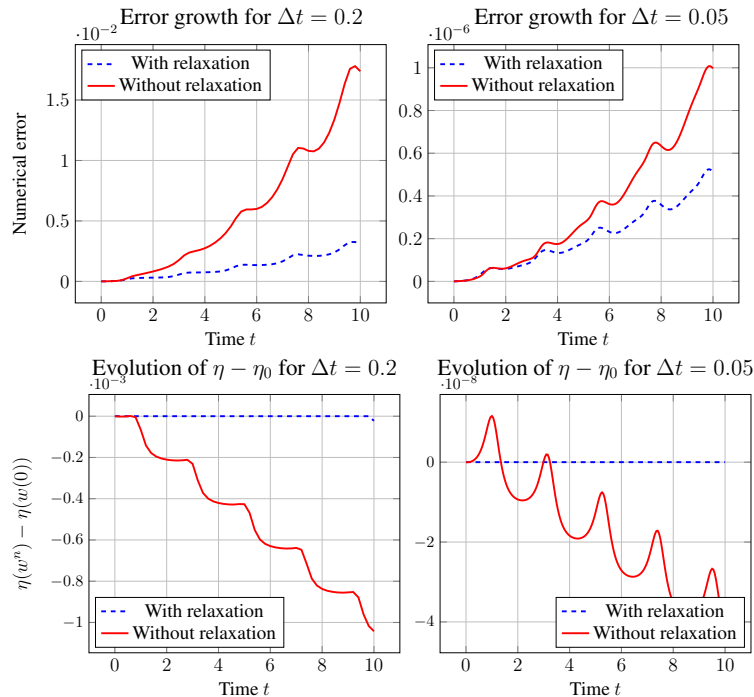 Error growth for Δt = 0.2
·10⁻²
With relaxation
Without relaxation
1.5
1
0.5
0
Numerical error
0 2 4 6 8 10
Time t
Error growth for Δt = 0.05
·10⁻⁶
With relaxation
Without relaxation
1
0.8
0.6
0.4
0.2
0
0 2 4 6 8 10
Time t
Evolution of η − η₀ for Δt = 0.2
·10⁻³
0
−0.2
−0.4
−0.6
−0.8
−1
η(wⁿ) − η(w(0))
With relaxation
Without relaxation
0 2 4 6 8 10
Time t
Evolution of η − η₀ for Δt = 0.05
·10⁻⁸
0
−2
−4
With relaxation
Without relaxation
0 2 4 6 8 10
Time t